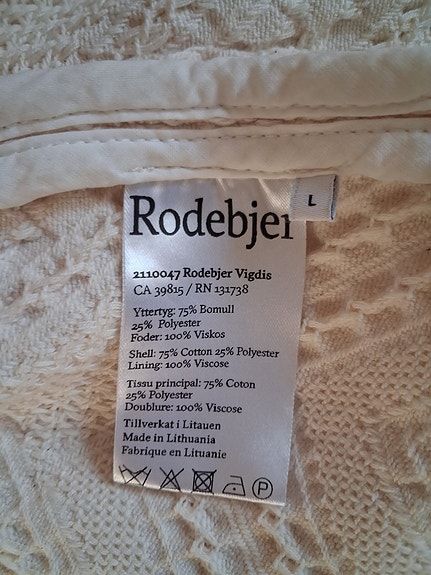 Rodebjer
L
2110047 Rodebjer Vigdis
CA 39815 / RN 131738
Yttertyg: 75% Bomull
25% Polyester
Foder: 100% Viskos
Shell: 75% Cotton 25% Polyester
Lining: 100% Viscose
Tissu principal: 75% Coton
25% Polyester
Doublure: 100% Viscose
Tillverkat i Litauen
Made in Lithuania
Fabrique en Lituanie
P